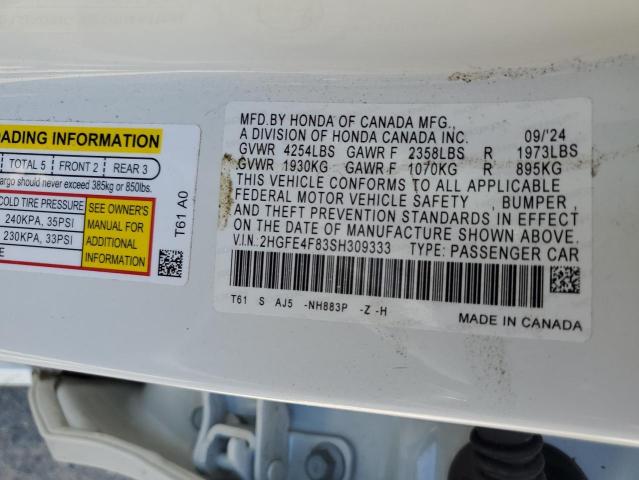 OADING INFORMATION
TOTAL 5 FRONT 2 REAR 3
argo should never exceed 385kg or 850lbs.
COLD TIRE PRESSURE
240KPA, 35PSI
230KPA, 33PSI
SEE OWNER'S
MANUAL FOR
ADDITIONAL
INFORMATION
T61 A0
MFD.BY HONDA OF CANADA MFG.,
A DIVISION OF HONDA CANADA INC. 09/'24
GVWR 4254LBS GAWR F 2358LBS R 1973LBS
GVWR 1930KG GAWR F 1070KG R 895KG
THIS VEHICLE CONFORMS TO ALL APPLICABLE
FEDERAL MOTOR VEHICLE SAFETY , BUMPER ,
AND THEFT PREVENTION STANDARDS IN EFFECT
ON THE DATE OF MANUFACTURE SHOWN ABOVE.
V.I.N. 2HGFE4F83SH309333 TYPE: PASSENGER CAR
T61 S AJ5 -NH883P -Z -H
MADE IN CANADA